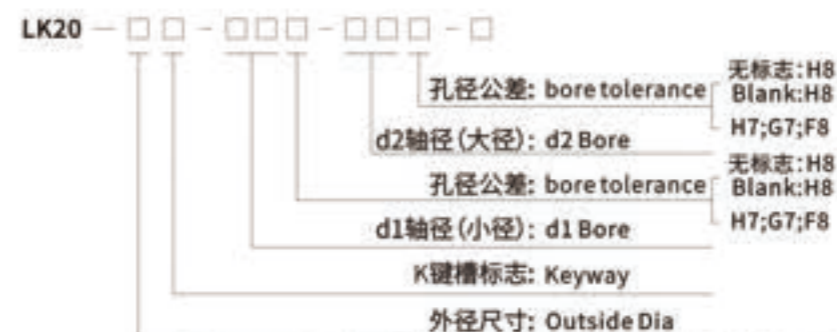 LK20 — □ □ - □□□ - □□□ - □
无标志:H8
孔径公差: bore tolerance
Blank:H8
H7;G7;F8
d2轴径(大径): d2 Bore
无标志:H8
孔径公差: bore tolerance
Blank:H8
H7;G7;F8
d1轴径(小径): d1 Bore
K键槽标志: Keyway
外径尺寸: Outside Dia